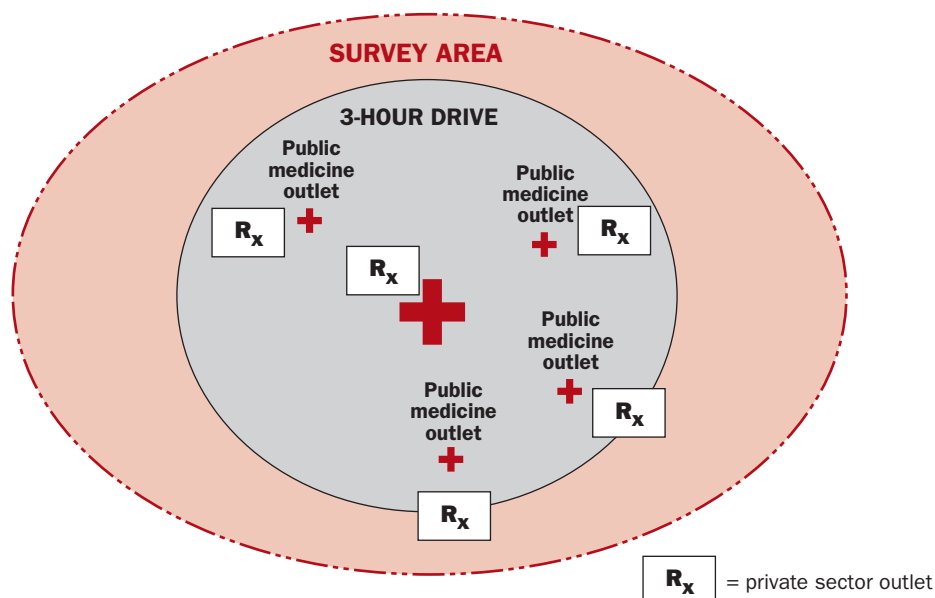 SURVEY AREA
3-HOUR DRIVE
Public
medicine
outlet
Public
medicine
outlet
Rx
Rx
Rx
Public
medicine
outlet
Public
medicine
outlet
Rx
Rx
Rx = private sector outlet